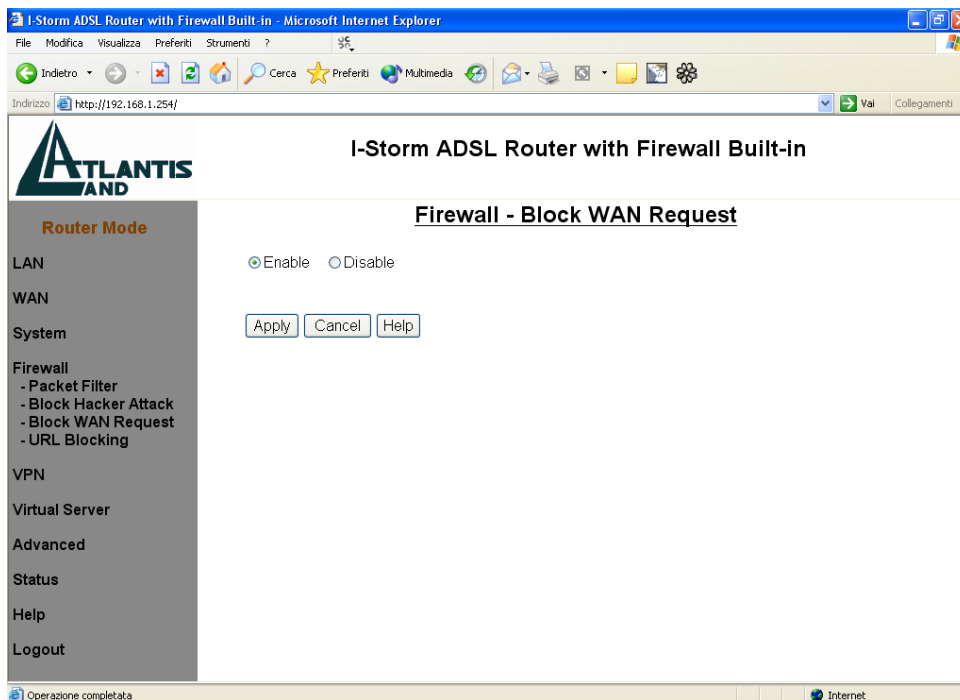 I-Storm ADSL Router with Firewall Built-in - Microsoft Internet Explorer
File Modifica Visualizza Preferiti Strumenti ?
Indietro Cerca Preferiti Multimedia
Indirizzo http://192.168.1.254/ Vai Collegamenti
ATLANTIS
LAND
I-Storm ADSL Router with Firewall Built-in
Router Mode
LAN
WAN
System
Firewall
- Packet Filter
- Block Hacker Attack
- Block WAN Request
- URL Blocking
VPN
Virtual Server
Advanced
Status
Help
Logout
Firewall - Block WAN Request
Enable Disable
Apply Cancel Help
Operazione completata Internet